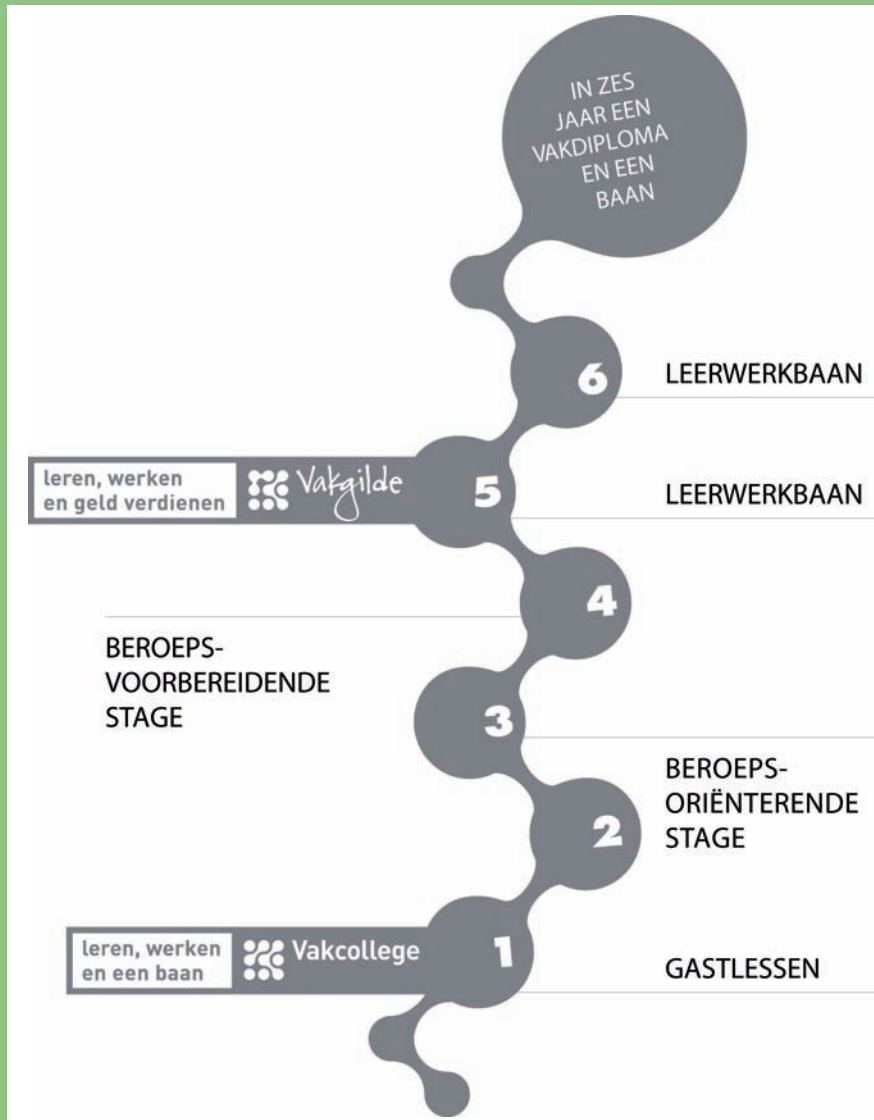 IN ZES
JAAR EEN
VAKDIPLOMA
EN EEN
BAAN
6
LEERWERKBAAN
leren, werken
en geld verdienen
Vakgilde
5
LEERWERKBAAN
4
BEROEPS-
VOORBEREIDENDE
STAGE
3
BEROEPS-
ORIËNTERENDE
STAGE
2
leren, werken
en een baan
Vakcollege
1
GASTLESSEN